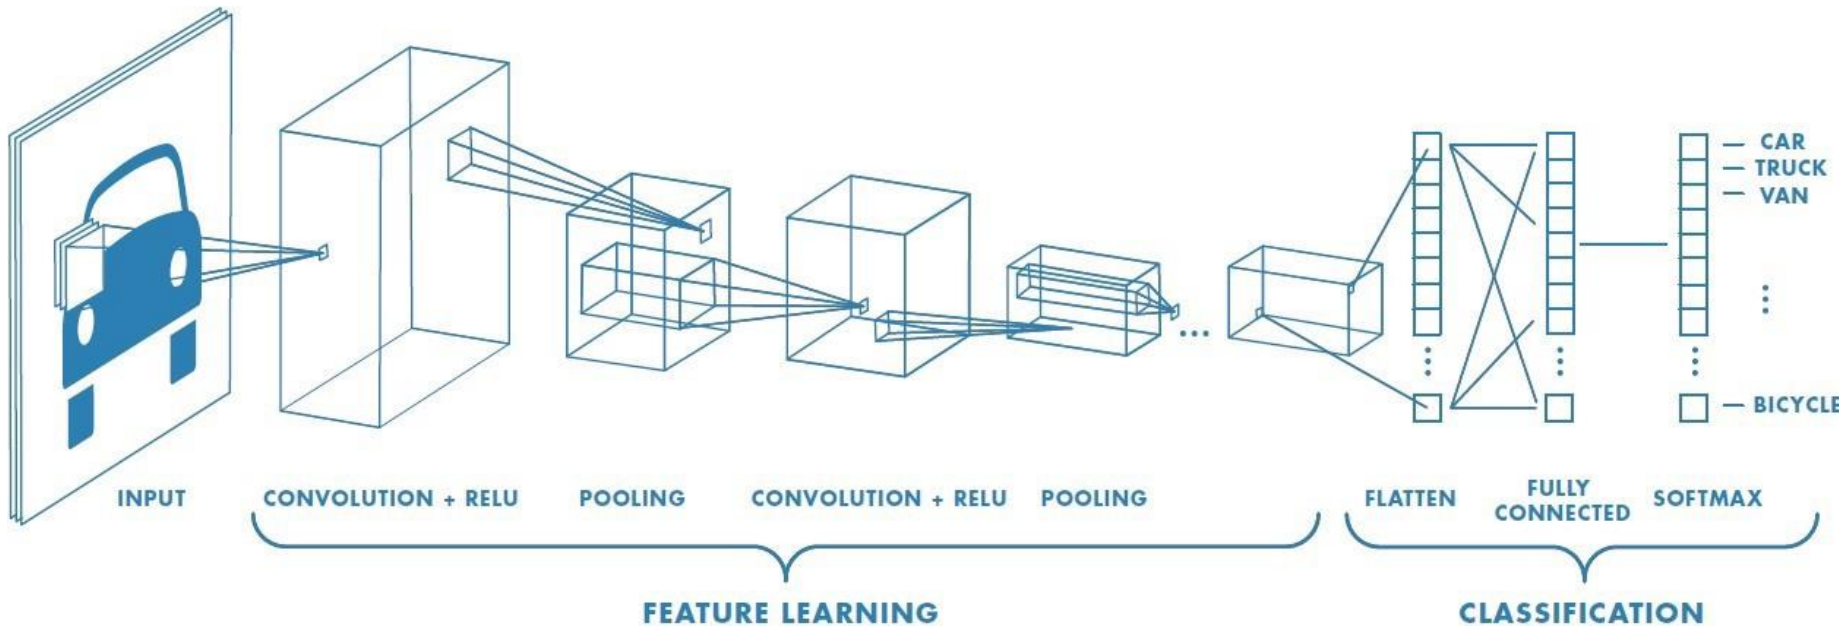 CAR
TRUCK
VAN
BICYCLE
INPUT
CONVOLUTION + RELU
POOLING
CONVOLUTION + RELU
POOLING
FLATTEN
FULLY
CONNECTED
SOFTMAX
FEATURE LEARNING
CLASSIFICATION